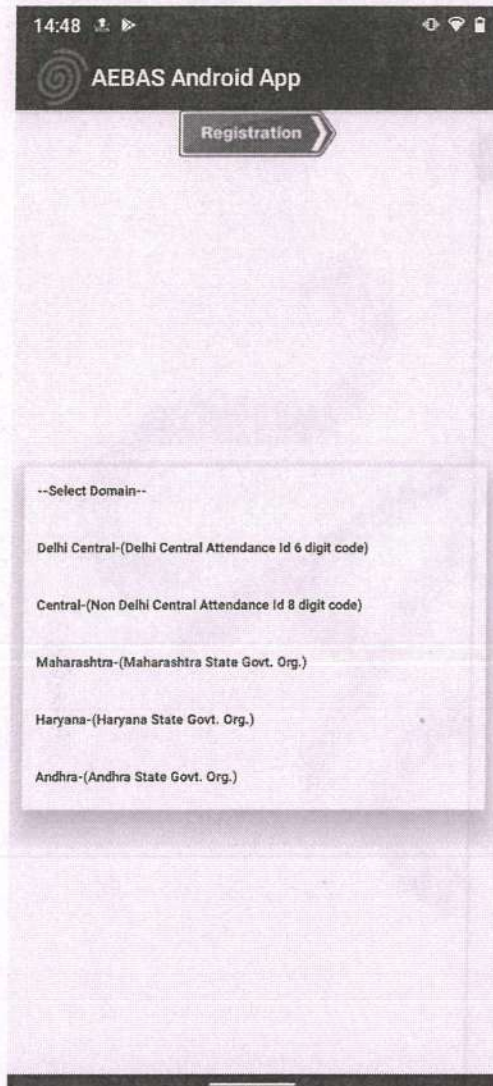 14:48
AEBAS Android App
Registration
--Select Domain--
Delhi Central-(Delhi Central Attendance Id 6 digit code)
Central-(Non Delhi Central Attendance Id 8 digit code)
Maharashtra-(Maharashtra State Govt. Org.)
Haryana-(Haryana State Govt. Org.)
Andhra-(Andhra State Govt. Org.)